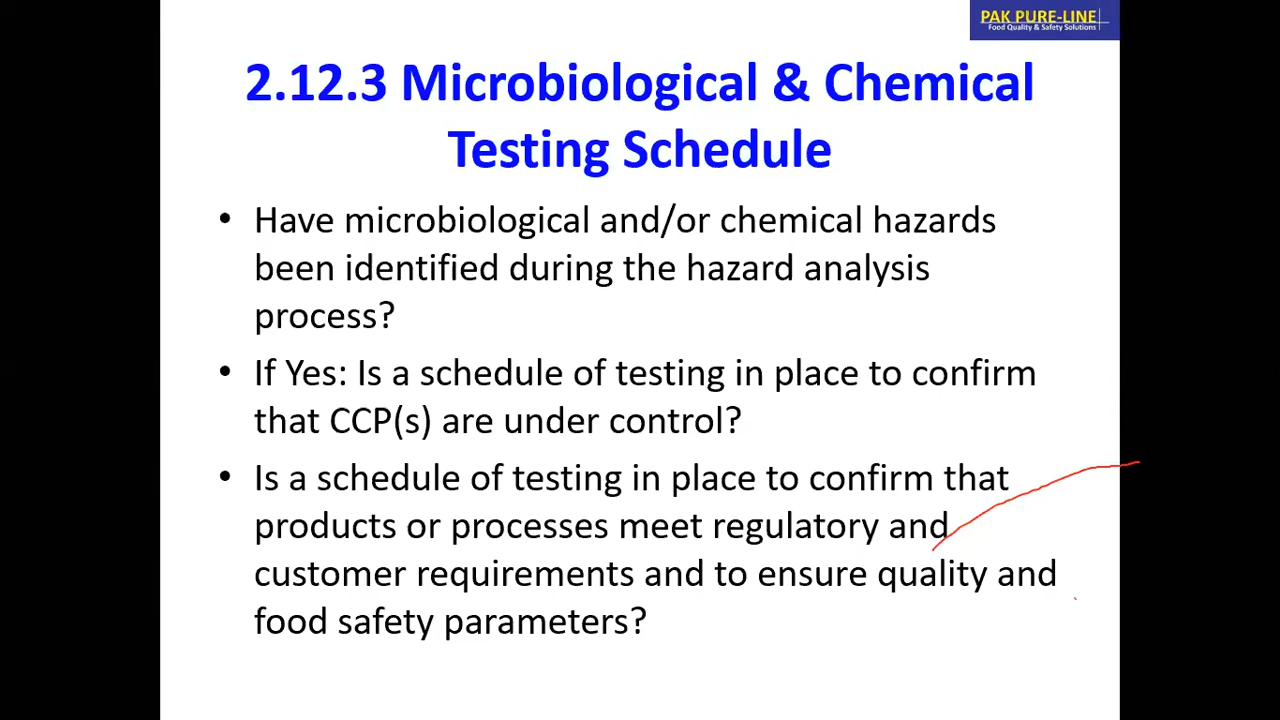 PAK PURE-LINE
Food Quality & Safety Solutions
2.12.3 Microbiological & Chemical
Testing Schedule
• Have microbiological and/or chemical hazards
been identified during the hazard analysis
process?
• If Yes: Is a schedule of testing in place to confirm
that CCP(s) are under control?
• Is a schedule of testing in place to confirm that
products or processes meet regulatory and
customer requirements and to ensure quality and
food safety parameters?